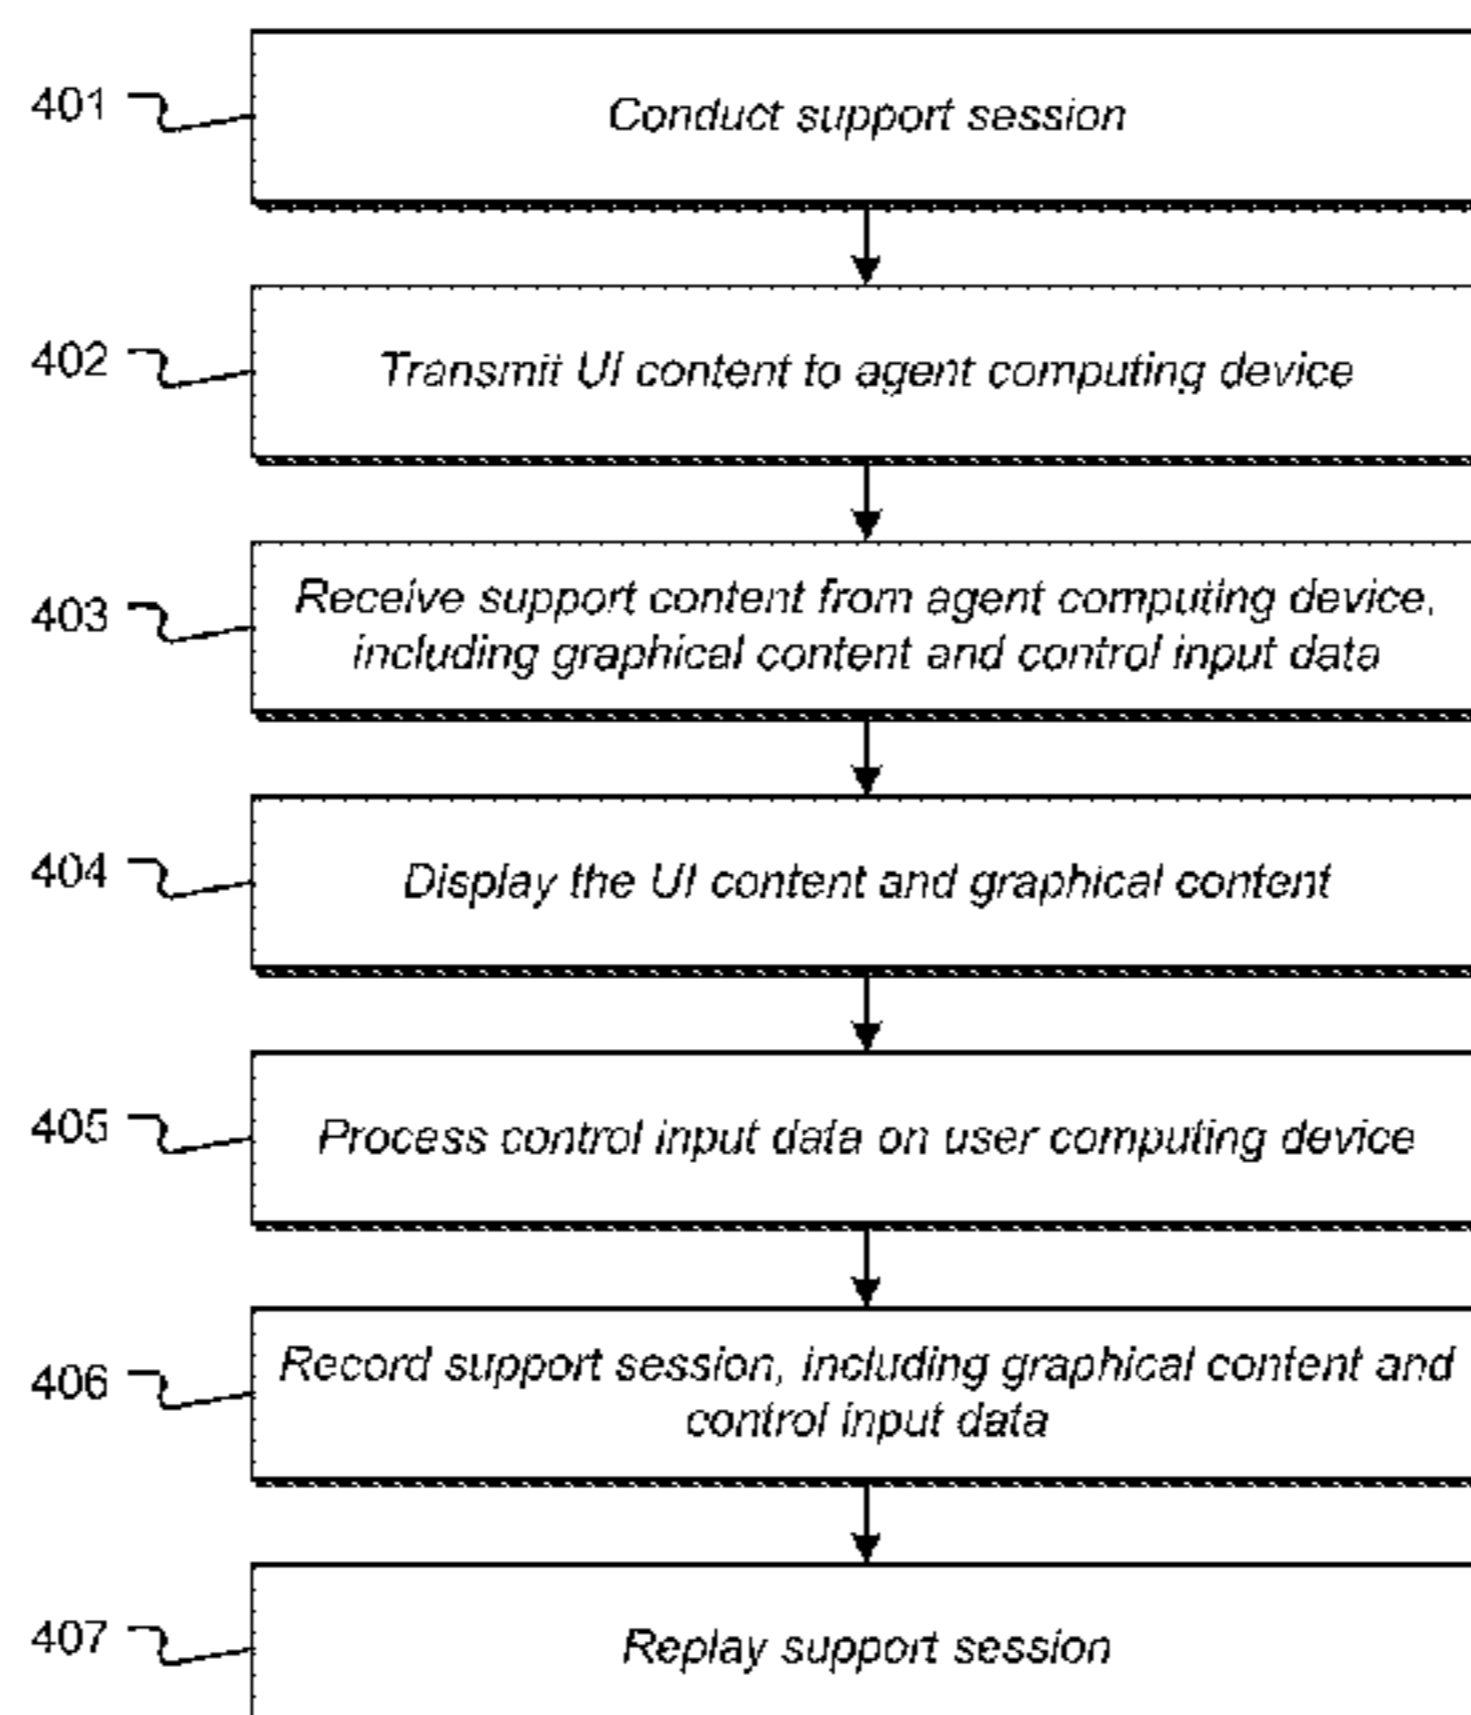 401
Conduct support session
402
Transmit UI content to agent computing device
403
Receive support content from agent computing device,
including graphical content and control input data
404
Display the UI content and graphical content
405
Process control input data on user computing device
406
Record support session, including graphical content and
control input data
407
Replay support session